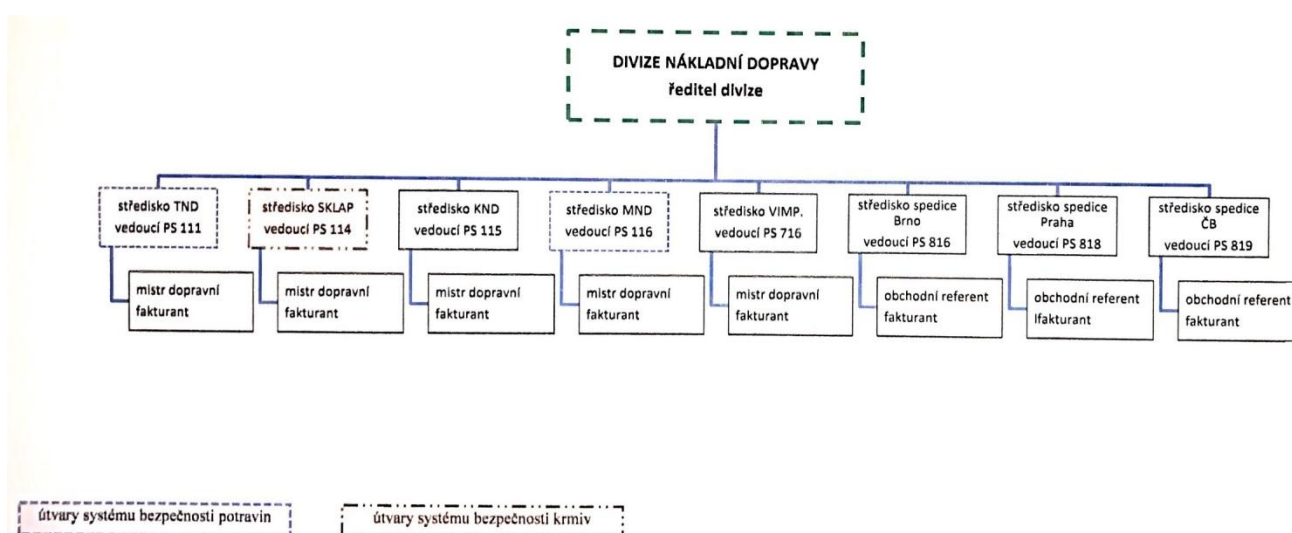 DIVIZE NÁKLADNÍ DOPRAVY
ředitel divize
středisko TND
vedoucí PS 111
středisko SKLAP
vedoucí PS 114
středisko KND
vedoucí PS 115
středisko MND
vedoucí PS 116
středisko VIMP.
vedoucí PS 716
středisko spedice
Brno
vedoucí PS 816
středisko spedice
Praha
vedoucí PS 818
středisko spedice
ČB
vedoucí PS 819
mistr dopravní
fakturant
mistr dopravní
fakturant
mistr dopravní
fakturant
mistr dopravní
fakturant
mistr dopravní
fakturant
obchodní referent
fakturant
obchodní referent
lfakturant
obchodní referent
fakturant
útvary systému bezpečnosti potravin
útvary systému bezpečnosti krmiv